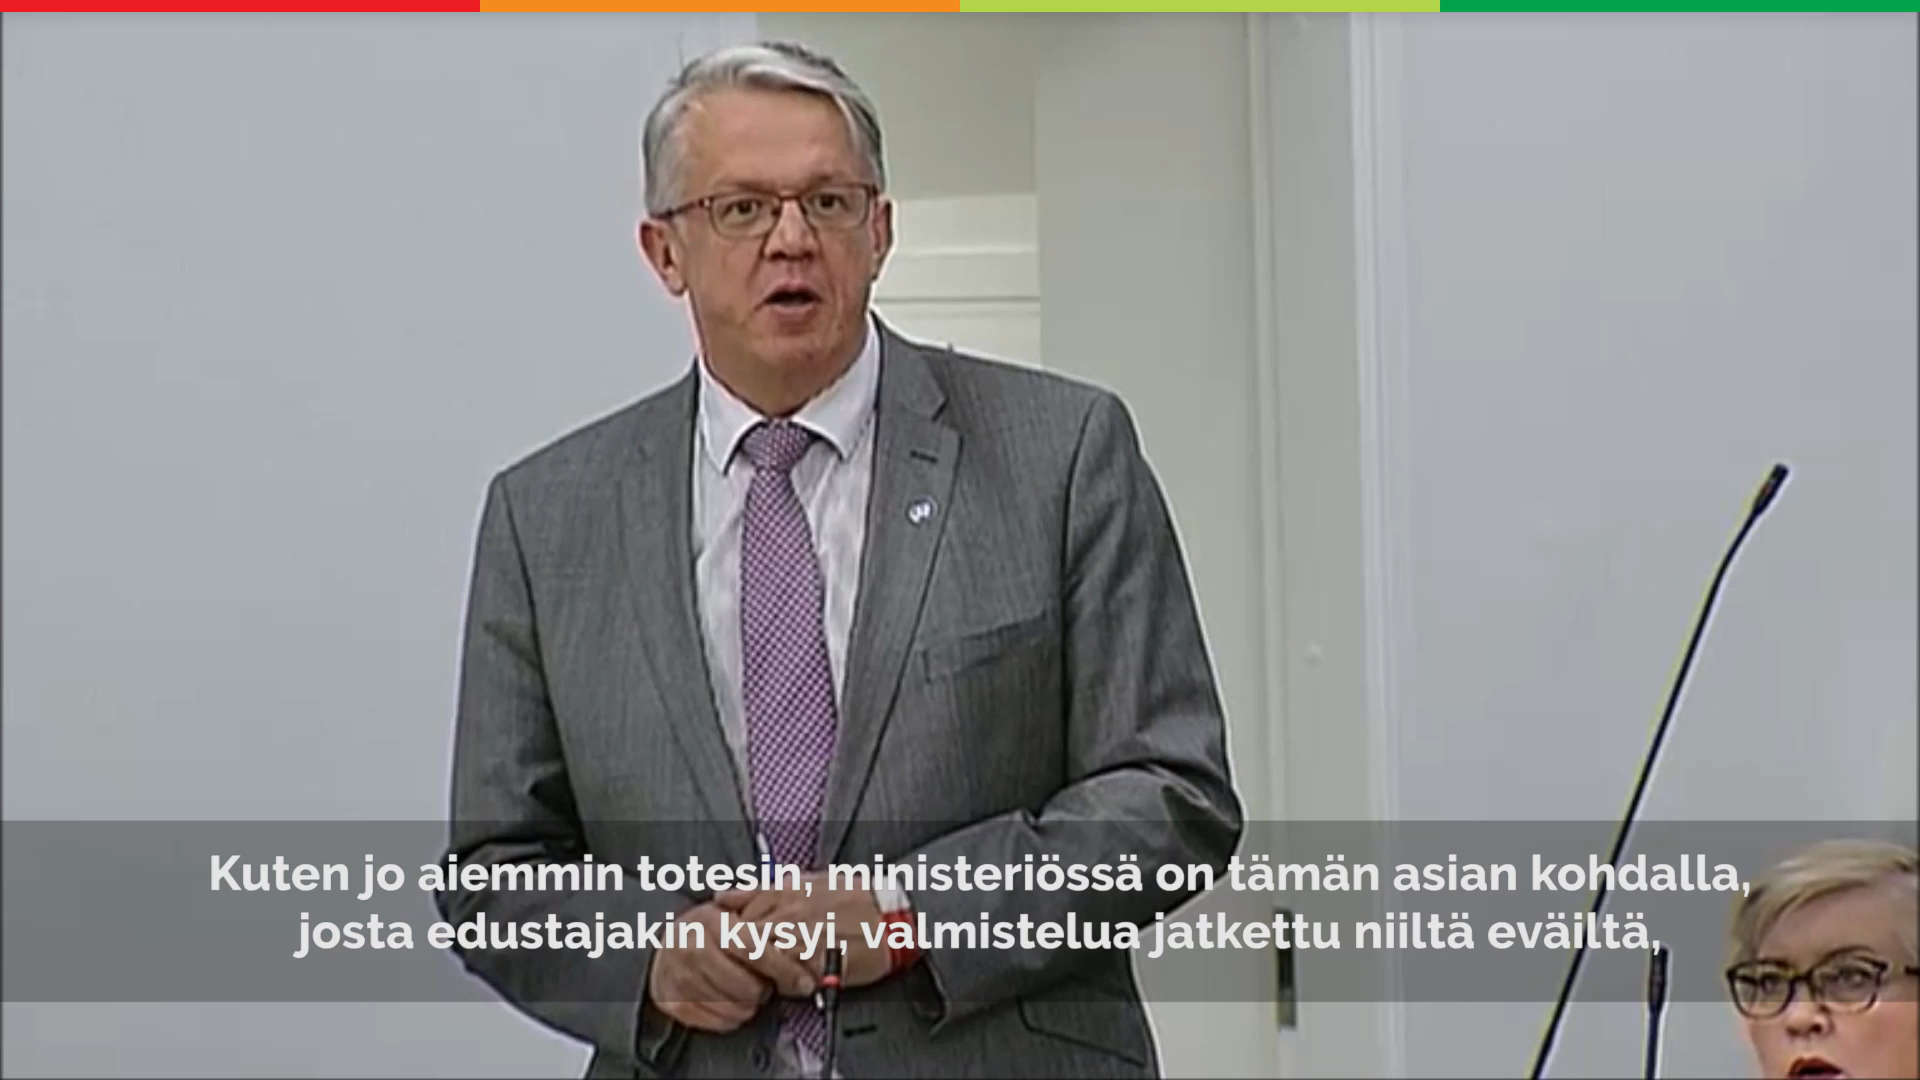 Kuten jo aiemmin totesin, ministeriössä on tämän asian kohdalla,
josta edustajakin kysyi, valmistelua jatkettu niiltä eväiltä,